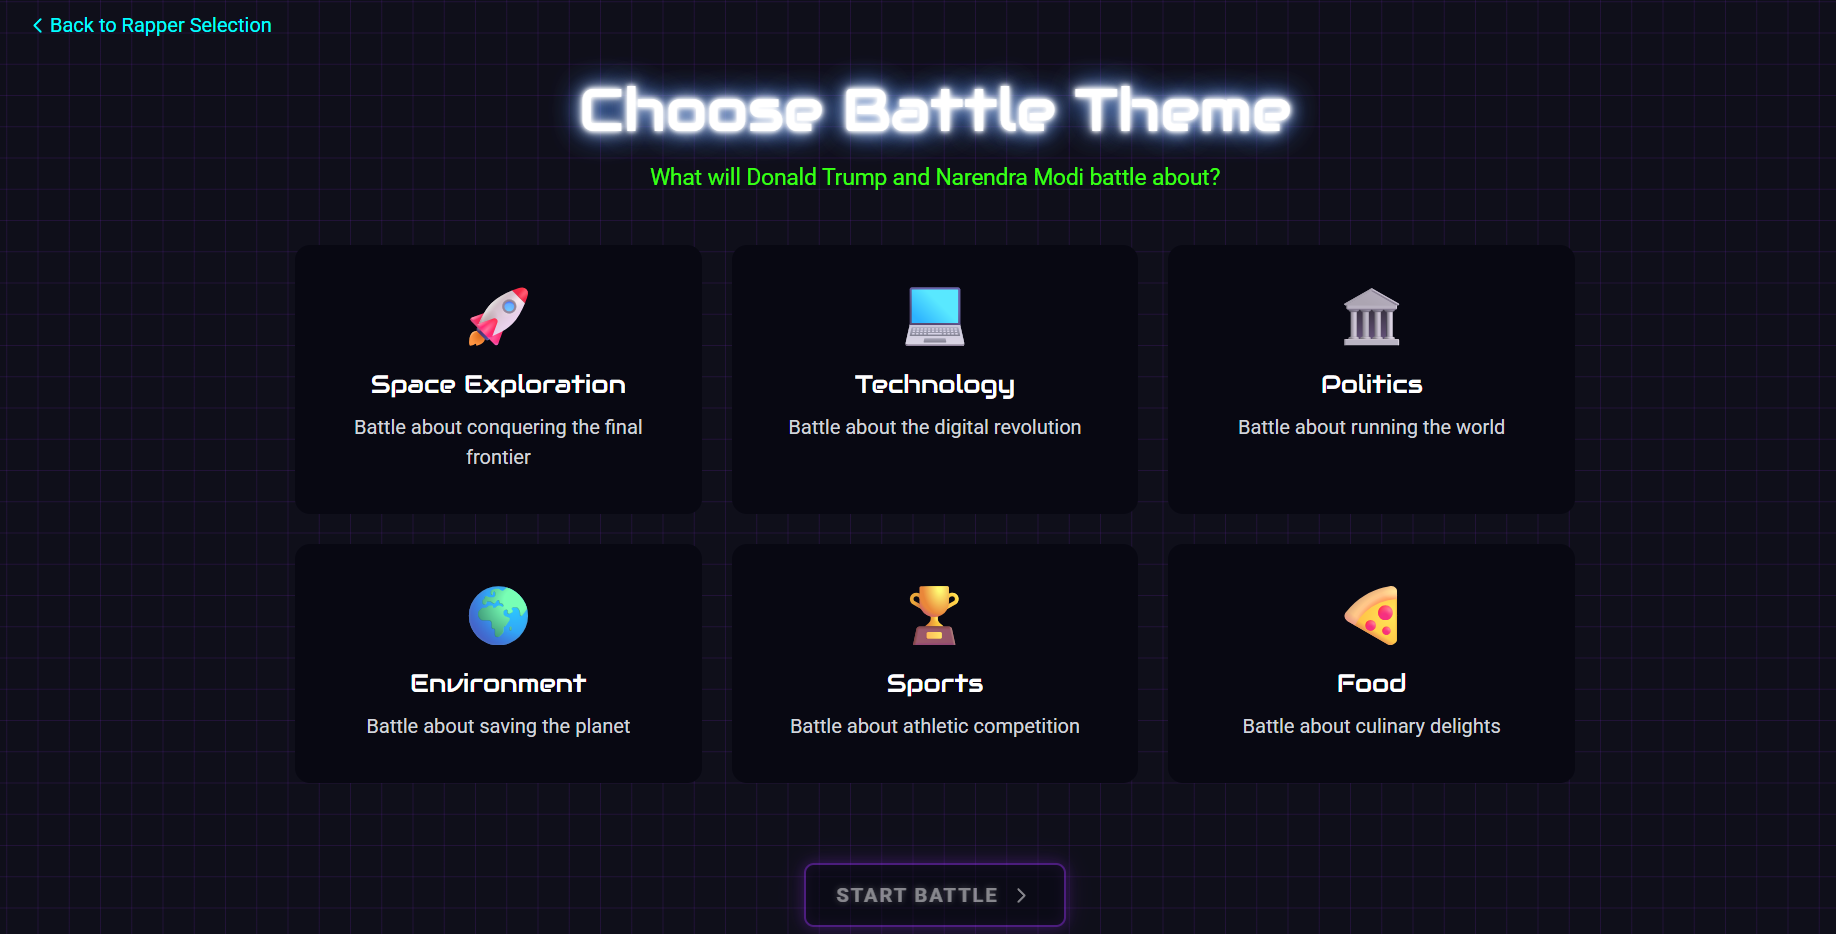 Back to Rapper Selection
Choose Battle Theme
What will Donald Trump and Narendra Modi battle about?
Space Exploration
Battle about conquering the final
frontier
Technology
Battle about the digital revolution
Politics
Battle about running the world
Environment
Battle about saving the planet
Sports
Battle about athletic competition
Food
Battle about culinary delights
START BATTLE